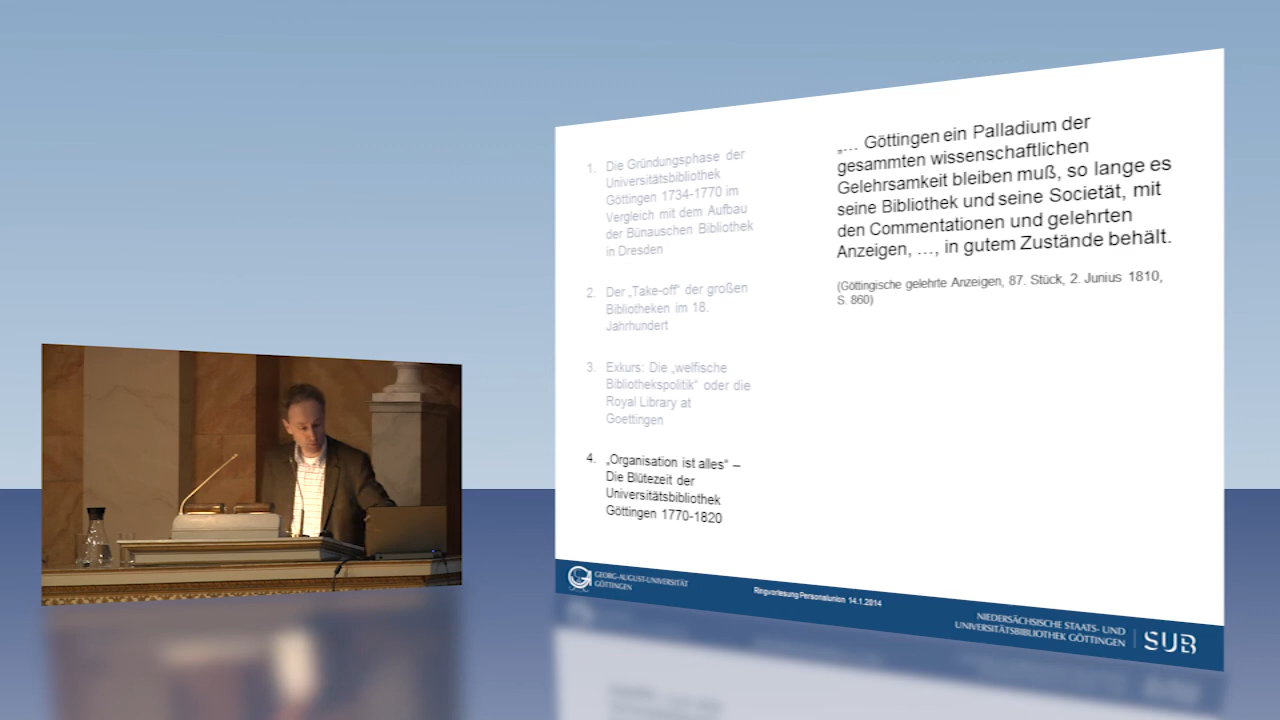 1. Die Gründungsphase der
Universitätsbibliothek
Göttingen 1734-1770 im
Vergleich mit dem Aufbau
der Bünauschen Bibliothek
in Dresden
2. Der „Take-off" der großen
Bibliotheken im 18.
Jahrhundert
3. Exkurs: Die „welfische
Bibliothekspolitik" oder die
Royal Library at
Goettingen
4. „Organisation ist alles" –
Die Blütezeit der
Universitätsbibliothek
Göttingen 1770-1820
„… Göttingen ein Palladium der
gesammten wissenschaftlichen
Gelehrsamkeit bleiben muß, so lange es
seine Bibliothek und seine Societät, mit
den Commentationen und gelehrten
Anzeigen, …, in gutem Zustände behält.
(Göttingische gelehrte Anzeigen, 87. Stück, 2. Junius 1810,
S. 860)
GEORG-AUGUST-UNIVERSITÄT
GÖTTINGEN
Ringvorlesung Personalunion 14.1.2014
NIEDERSÄCHSISCHE STAATS- UND
UNIVERSITÄTSBIBLIOTHEK GÖTTINGEN
SUB